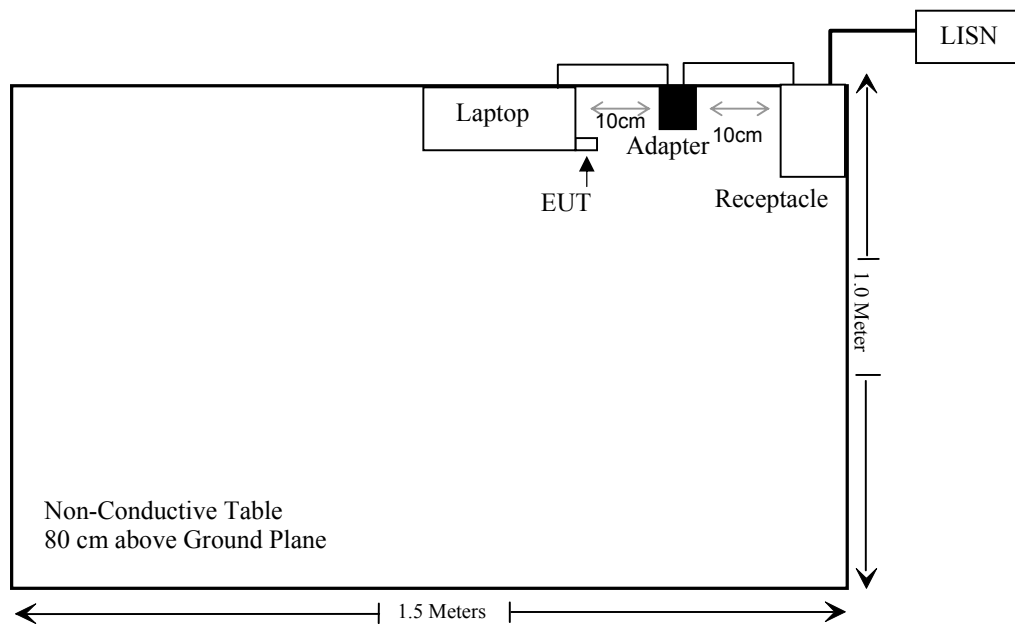 LISN
Laptop
10cm
10cm
Adapter
EUT
Receptacle
1.0 Meter
Non-Conductive Table
80 cm above Ground Plane
1.5 Meters